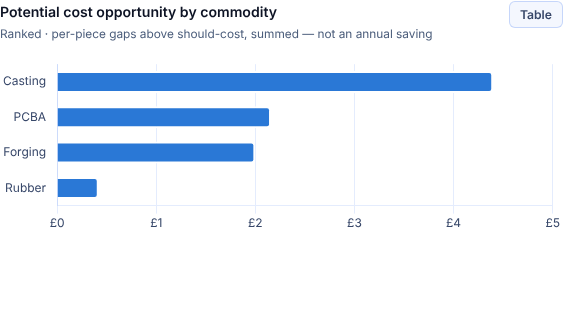 Potential cost opportunity by commodity
Table
Ranked · per-piece gaps above should-cost, summed — not an annual saving
Casting
PCBA
Forging
Rubber
£0 £1 £2 £3 £4 £5